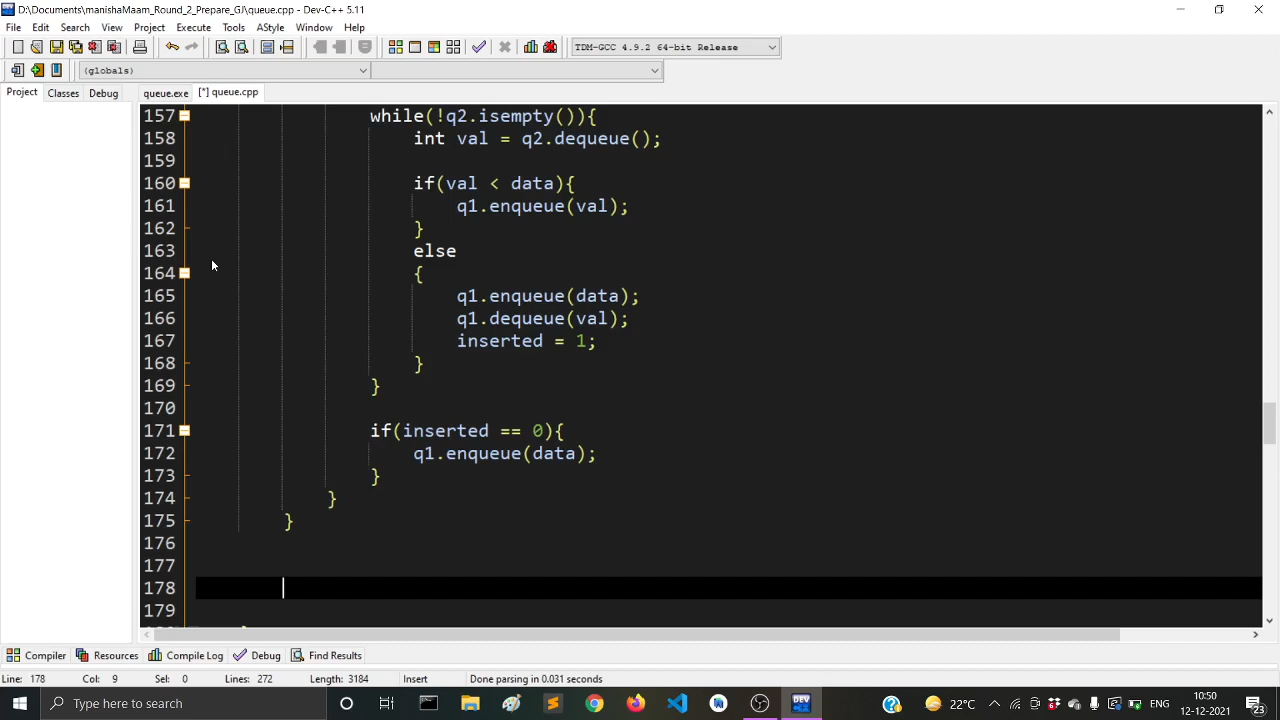 D:\Documents\manishaMaam_Round_2_Prepare_GJ\queue.cpp - Dev-C++ 5.11
File Edit Search View Project Execute Tools AStyle Window Help
TDM-GCC 4.9.2 64-bit Release
(globals)
Project Classes Debug queue.exe [*] queue.cpp
157 while(!q2.isempty()){
158 int val = q2.dequeue();
159
160 if(val < data){
161 q1.enqueue(val);
162 }
163 else
164 {
165 q1.enqueue(data);
166 q1.dequeue(val);
167 inserted = 1;
168 }
169 }
170
171 if(inserted == 0){
172 q1.enqueue(data);
173 }
174 }
175 }
176
177
178
179
Compiler Resources Compile Log Debug Find Results
Line: 178 Col: 9 Sel: 0 Lines: 272 Length: 3184 Insert Done parsing in 0.031 seconds
Type here to search 22°C ENG 10:50
12-12-2021 23